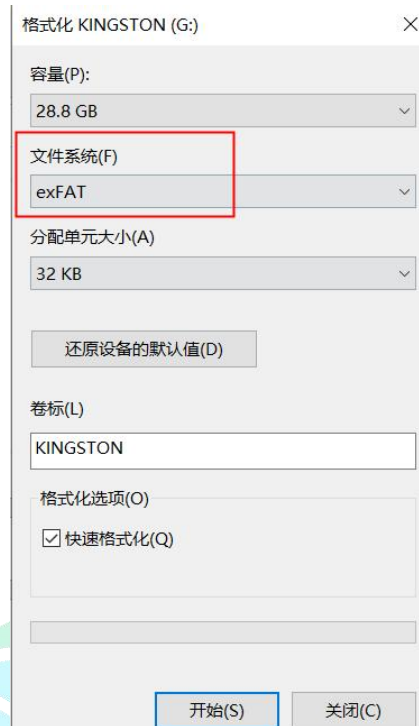 格式化 KINGSTON (G:)
容量(P):
28.8 GB
文件系统(F)
exFAT
分配单元大小(A)
32 KB
还原设备的默认值(D)
卷标(L)
KINGSTON
格式化选项(O)
快速格式化(Q)
开始(S)
关闭(C)